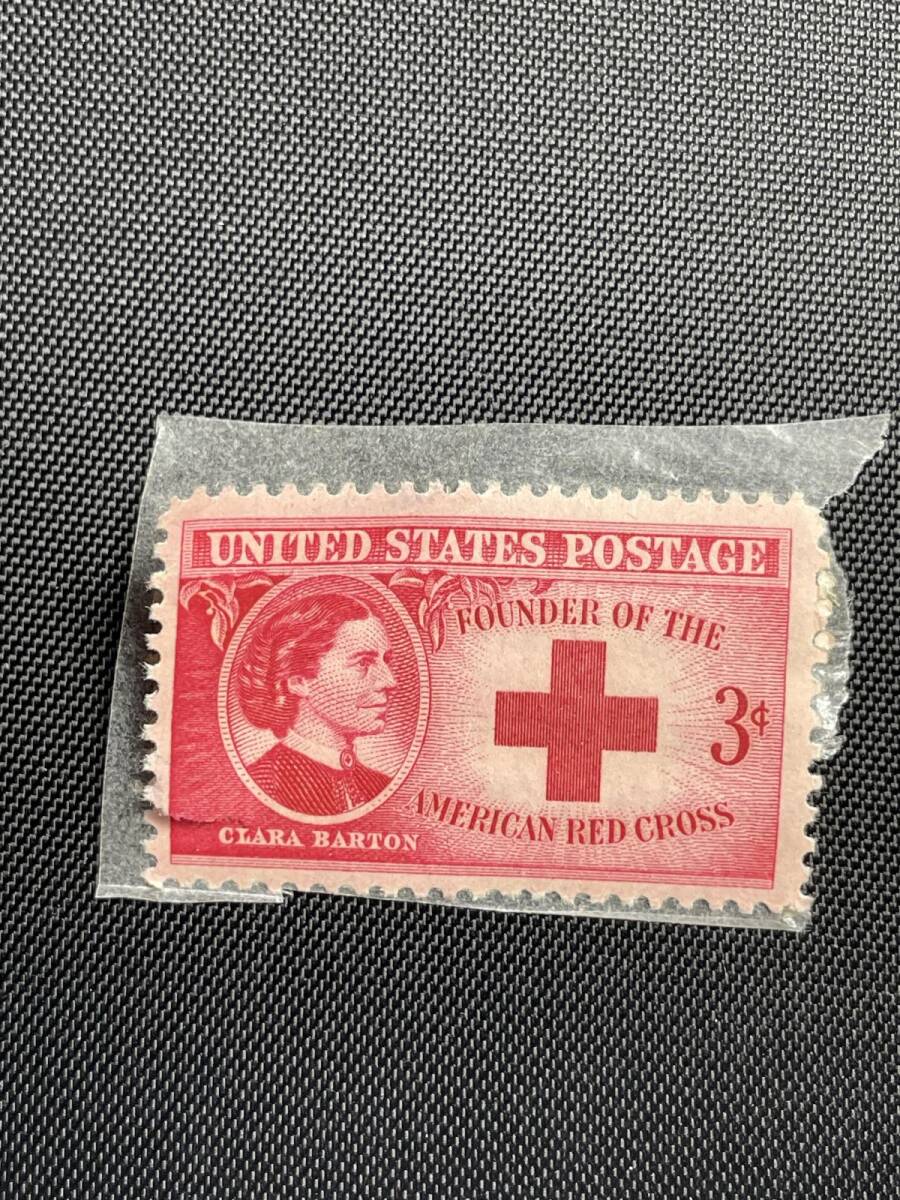 UNITED STATES POSTAGE
FOUNDER OF THE
3¢
AMERICAN RED CROSS
CLARA BARTON